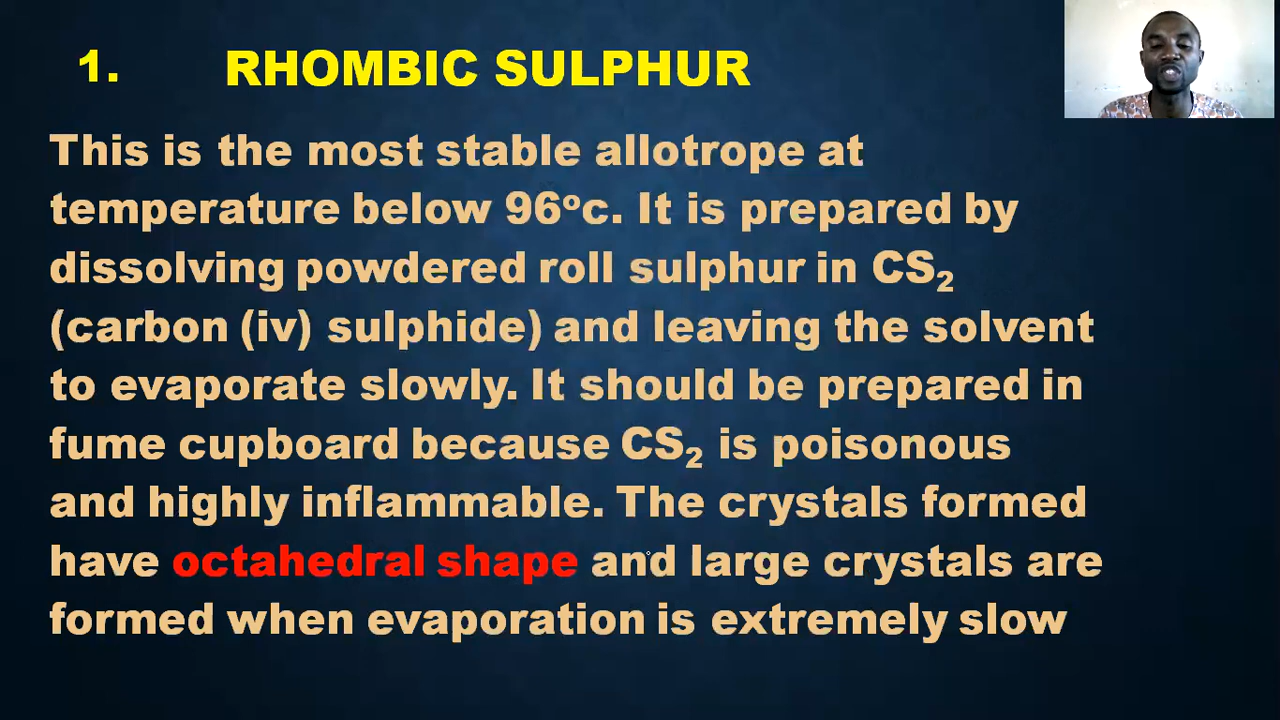 1. RHOMBIC SULPHUR
This is the most stable allotrope at
temperature below 96ºc. It is prepared by
dissolving powdered roll sulphur in CS₂
(carbon (iv) sulphide) and leaving the solvent
to evaporate slowly. It should be prepared in
fume cupboard because CS₂ is poisonous
and highly inflammable. The crystals formed
have octahedral shape and large crystals are
formed when evaporation is extremely slow